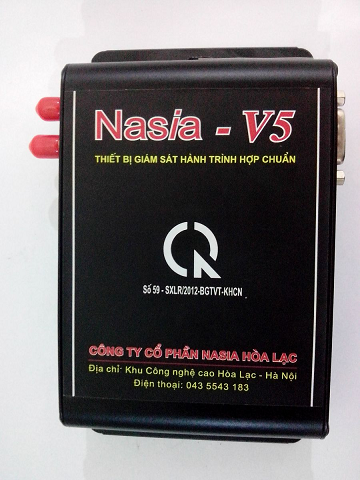 Nasia - V5
THIẾT BỊ GIÁM SÁT HÀNH TRÌNH HỢP CHUẨN
Số 59 - SXLR/2012-BGTVT-KHCN
CÔNG TY CỔ PHẦN NASIA HÒA LẠC
Địa chỉ: Khu Công nghệ cao Hòa Lạc - Hà Nội
Điện thoại: 043 5543 183